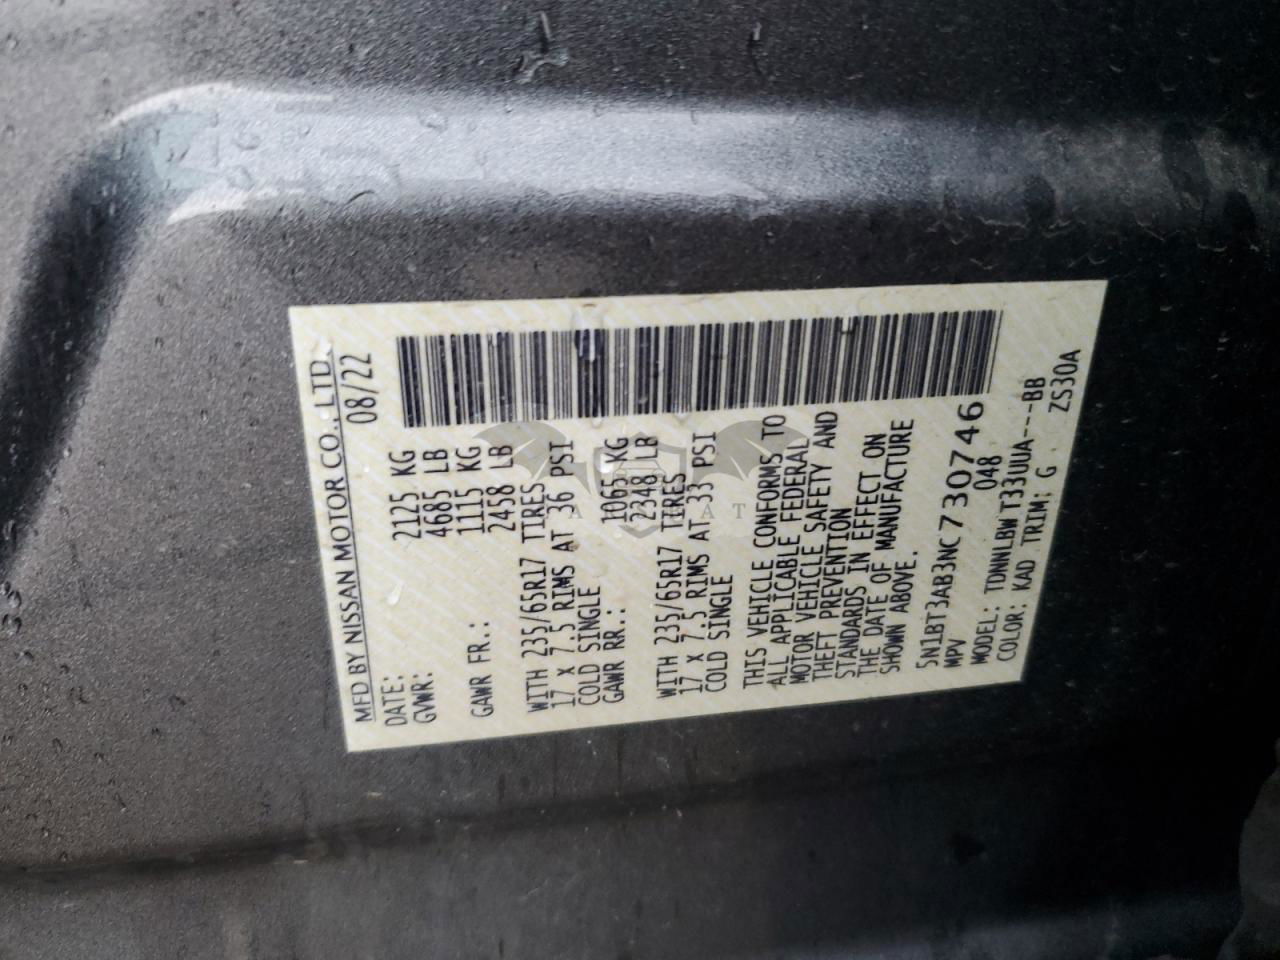 MFD BY NISSAN MOTOR CO., LTD.
DATE: 08/22
GVWR: 2125 KG
4685 LB
GAWR FR.: 1115 KG
2458 LB
WITH 235/65R17 TIRES
17 x 7.5 RIMS AT 36 PSI
COLD SINGLE
GAWR RR.: 1065 KG
2348 LB
WITH 235/65R17 TIRES
17 x 7.5 RIMS AT 33 PSI
COLD SINGLE
THIS VEHICLE CONFORMS TO
ALL APPLICABLE FEDERAL
MOTOR VEHICLE SAFETY AND
THEFT PREVENTION
STANDARDS IN EFFECT ON
THE DATE OF MANUFACTURE
SHOWN ABOVE.
5N1BT3AB3NC730746
MPV 048
MODEL: TDNNLBW T33UUA----BB
COLOR: KAD TRIM: G ZS30A